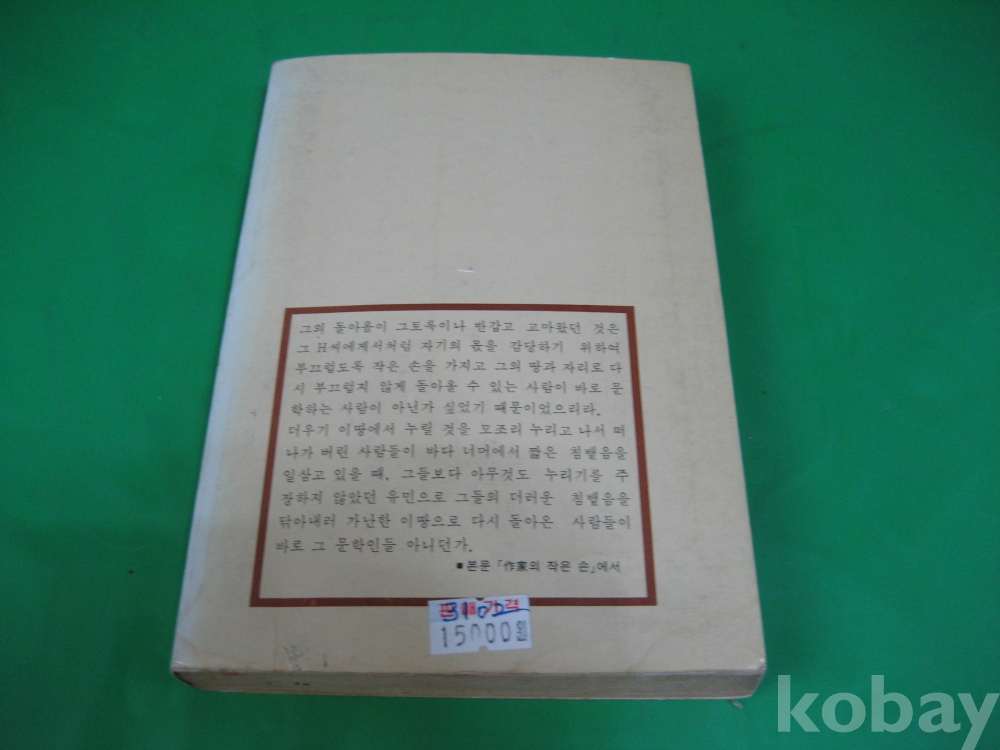 그의 돌아옴이 그토록이나 반갑고 고마왔던 것은
그 H씨에게서처럼 자기의 몫을 감당하기 위하여
부끄럽도록 작은 손을 가지고 그의 땅과 자리로 다
시 부끄럽지 않게 돌아올 수 있는 사람이 바로 문
학하는 사람이 아닌가 싶었기 때문이었으리라.
더우기 이땅에서 누릴 것을 모조리 누리고 나서 떠
나가 버린 사람들이 바다 너머에서 짧은 침뱉음을
일삼고 있을 때, 그들보다 아무것도 누리기를 주
장하지 않았던 유민으로 그들의 더러운 침뱉음을
닦아내러 가난한 이땅으로 다시 돌아온 사람들이
바로 그 문학인들 아니던가.
■본문 「作家의 작은 손」에서
판매가격
15000원
kobay